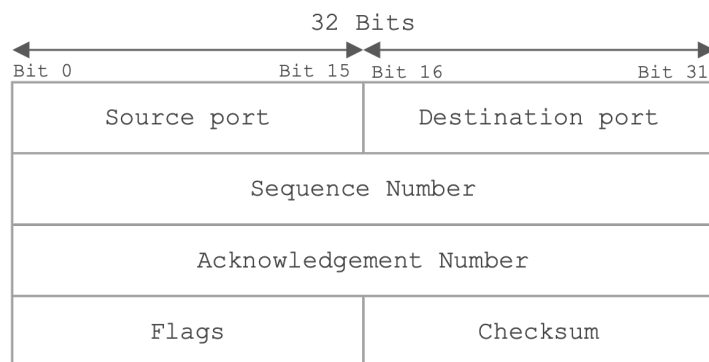 32 Bits
Bit 0 Bit 15 Bit 16 Bit 31
Source port Destination port
Sequence Number
Acknowledgement Number
Flags Checksum